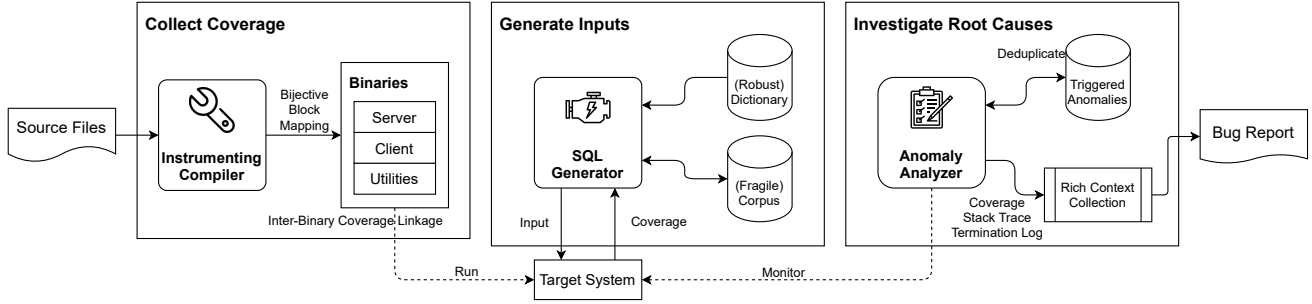 Collect Coverage
Source Files
Instrumenting
Compiler
Bijective
Block
Mapping
Binaries
Server
Client
Utilities
Inter-Binary Coverage Linkage
Run
Generate Inputs
SQL
Generator
(Robust)
Dictionary
(Fragile)
Corpus
Input
Coverage
Target System
Investigate Root Causes
Deduplicate
Triggered
Anomalies
Anomaly
Analyzer
Coverage
Stack Trace
Termination Log
Rich Context
Collection
Monitor
Bug Report